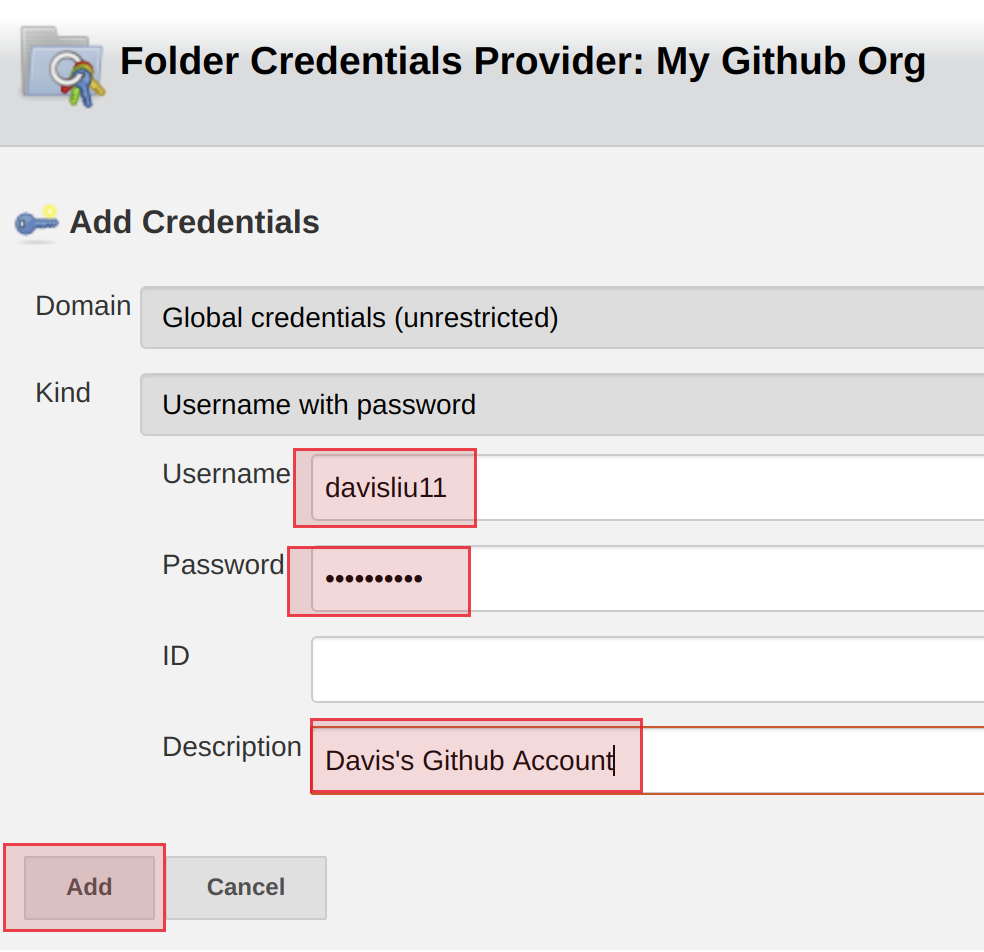 Folder Credentials Provider: My Github Org
Add Credentials
Domain
Global credentials (unrestricted)
Kind
Username with password
Username
davisliu11
Password
••••••••••
ID
Description
Davis's Github Account
Add
Cancel